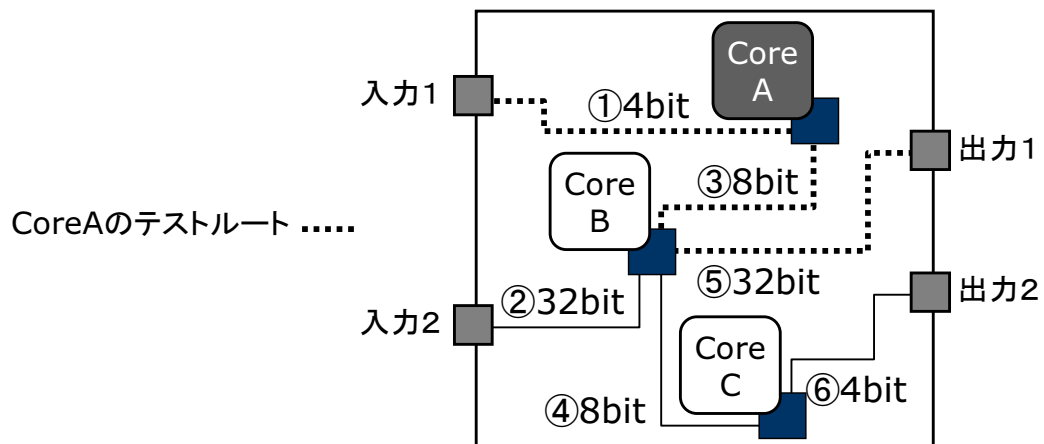 Core
A
入力1
①4bit
出力1
Core
B
③8bit
CoreAのテストルート
⑤32bit
②32bit
出力2
入力2
Core
C
⑥4bit
④8bit